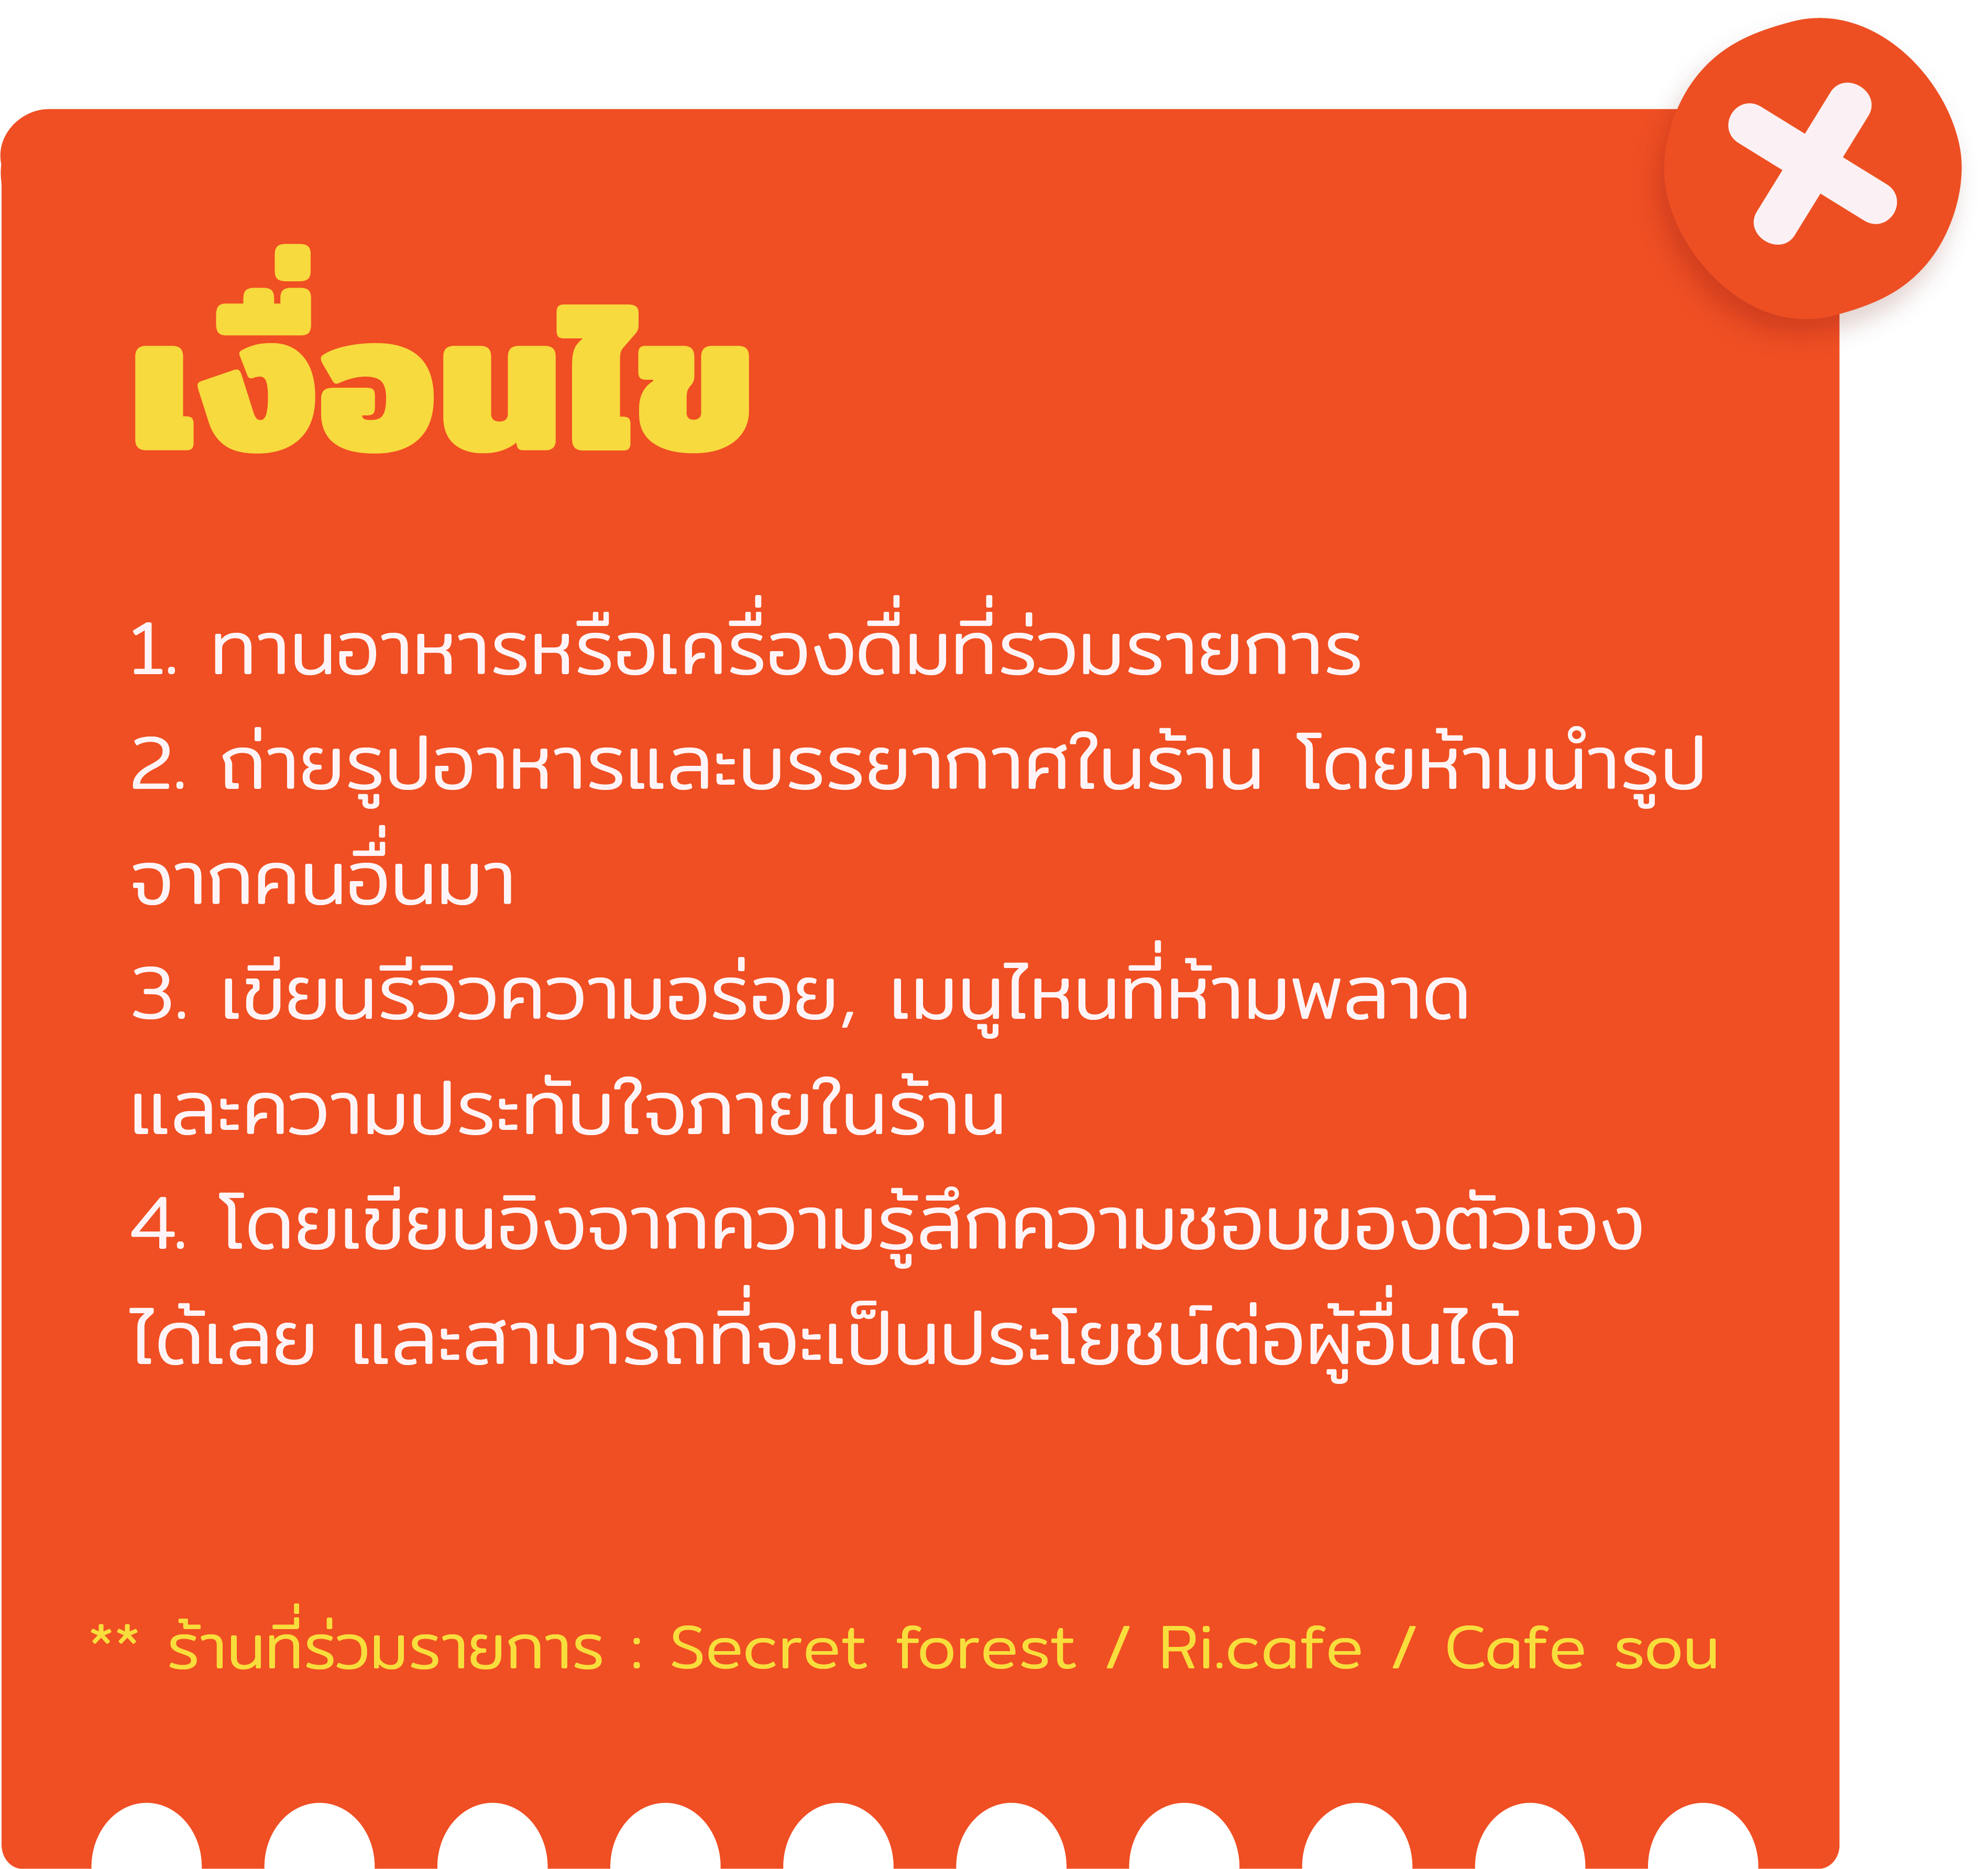 เงื่อนไข
1. ทานอาหารหรือเครื่องดื่มที่ร่วมรายการ
2. ถ่ายรูปอาหารและบรรยากาศในร้าน โดยห้ามนำรูป
จากคนอื่นมา
3. เขียนรีวิวความอร่อย, เมนูไหนที่ห้ามพลาด
และความประทับใจภายในร้าน
4. โดยเขียนอิงจากความรู้สึกความชอบของตัวเอง
ได้เลย และสามารถที่จะเป็นประโยชน์ต่อผู้อื่นได้
** ร้านที่ร่วมรายการ : Secret forest / Ri.cafe / Cafe sou